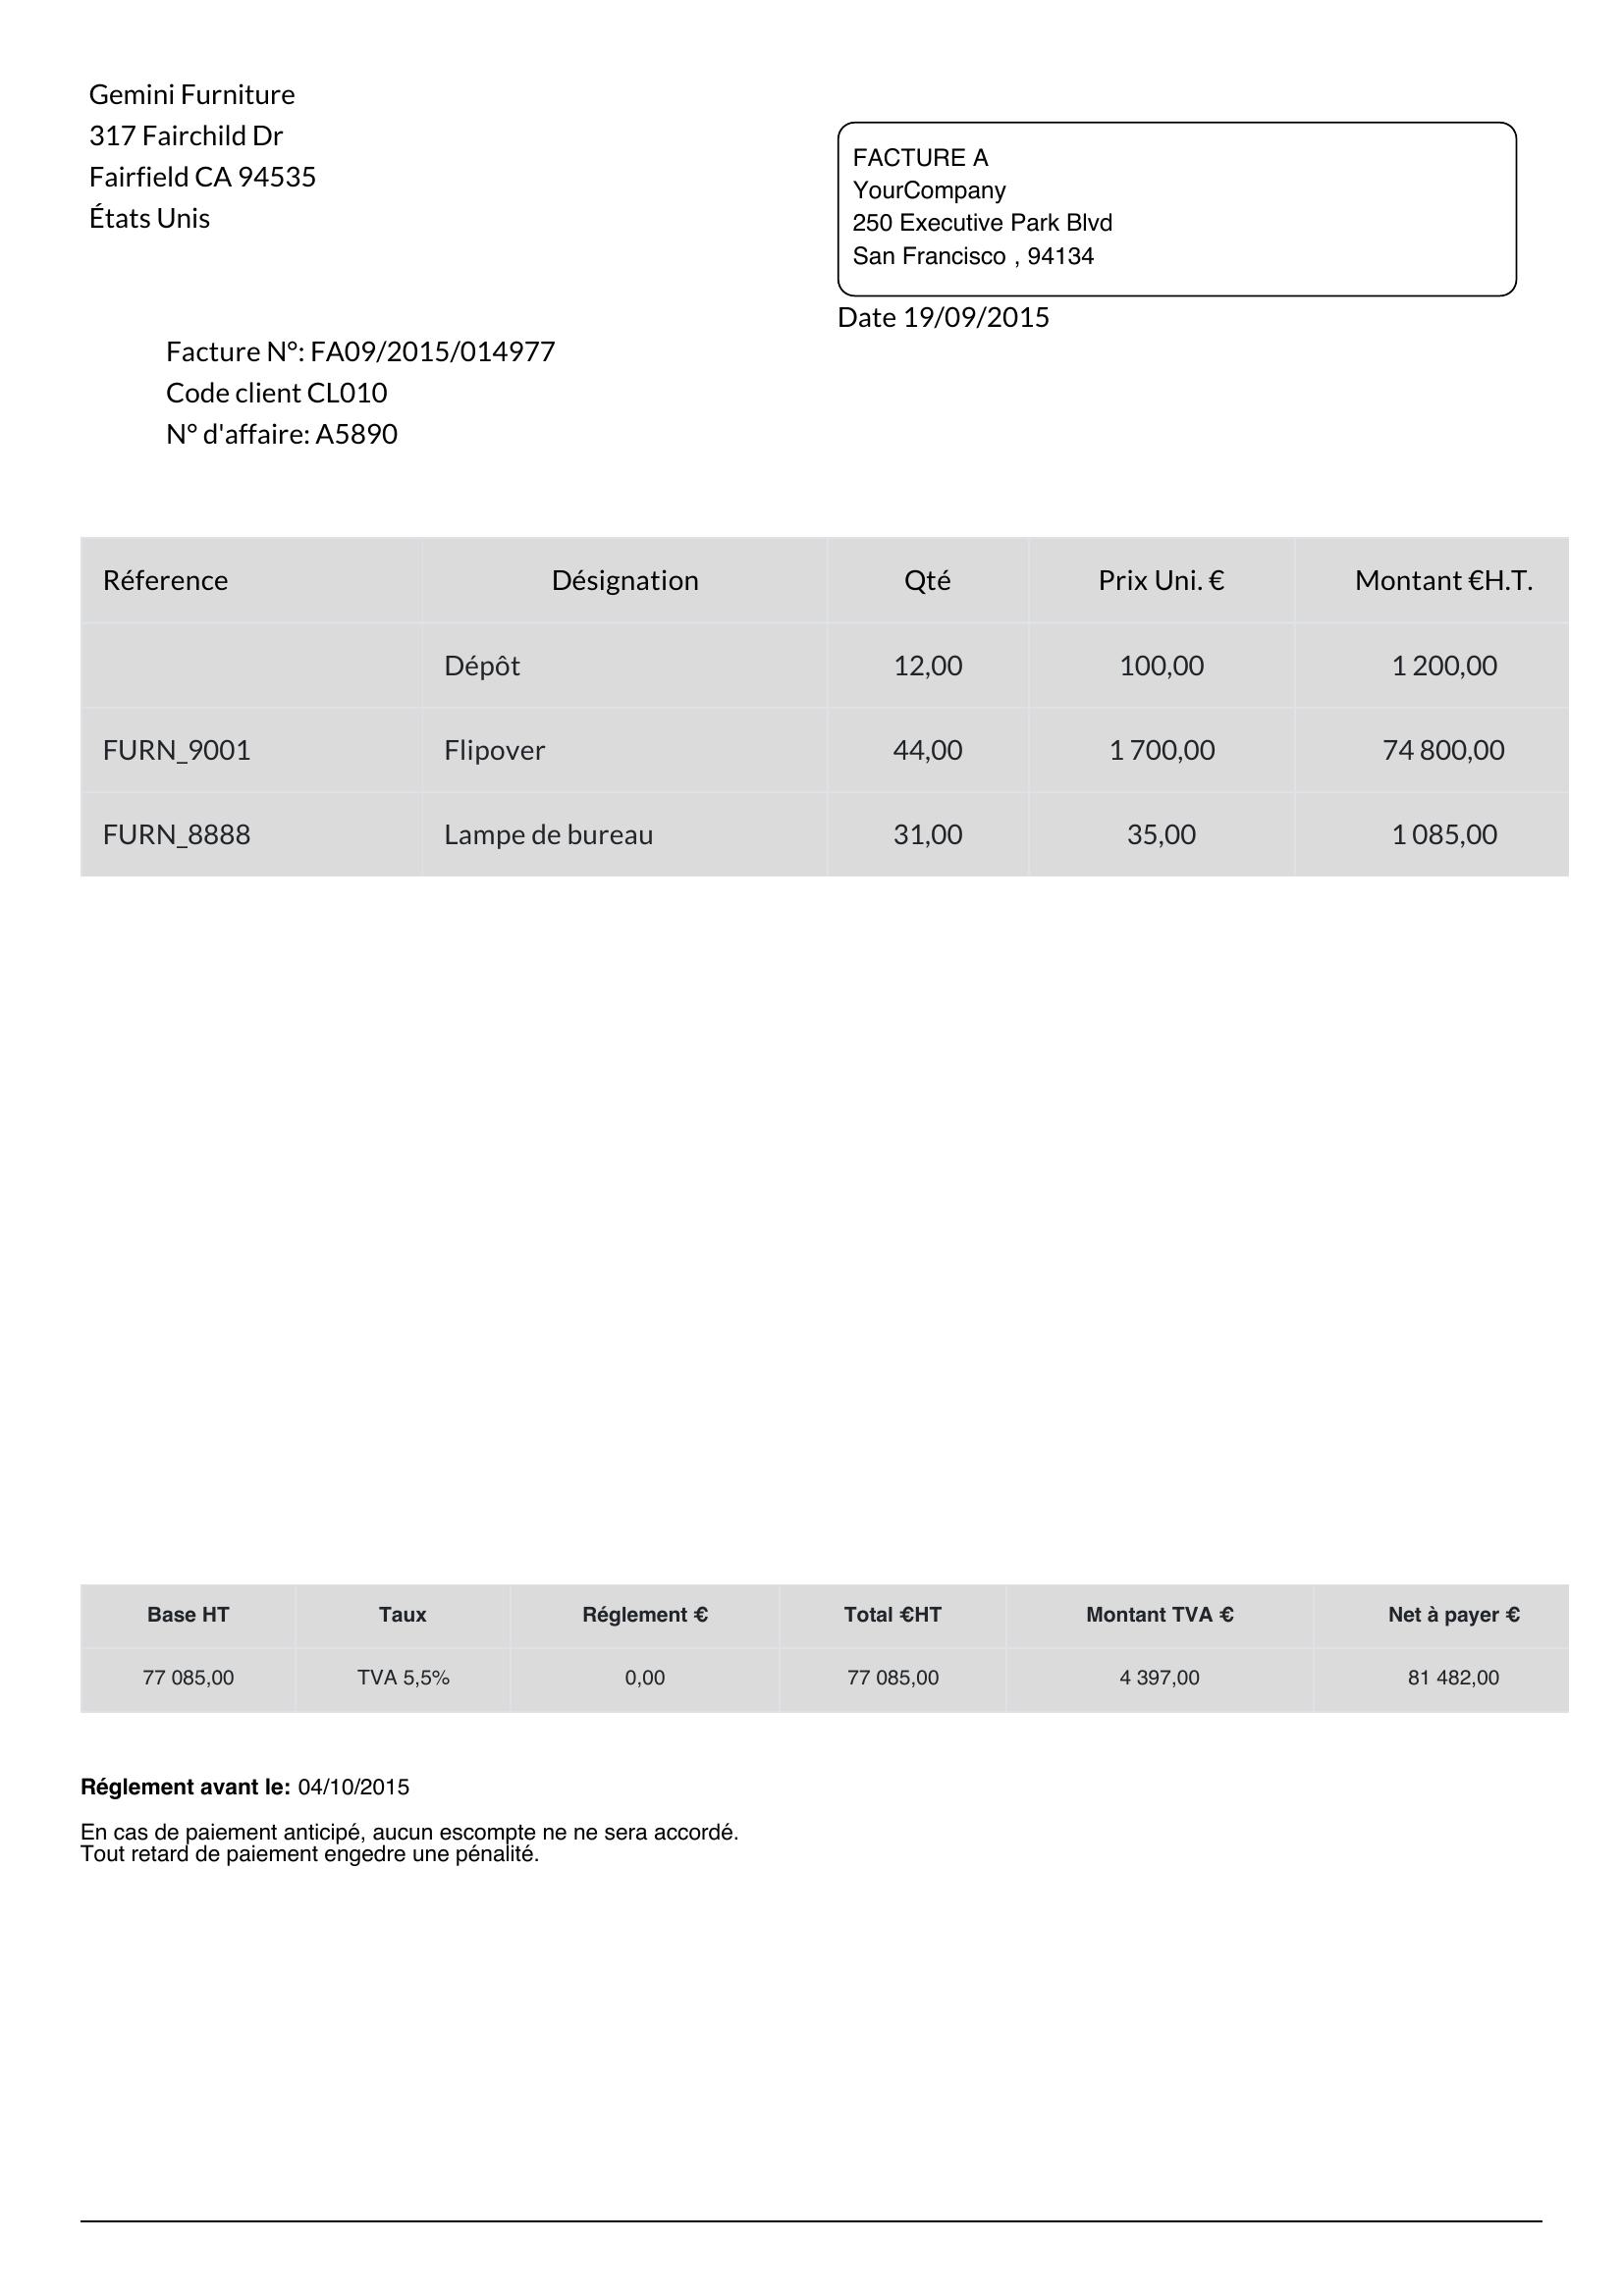 Gemini Furniture
317 Fairchild Dr
Fairfield CA 94535
États Unis
FACTURE A
YourCompany
250 Executive Park Blvd
San Francisco , 94134
Date 19/09/2015
Facture N°: FA09/2015/014977
Code client CL010
N° d'affaire: A5890
Réference Désignation Qté Prix Uni. € Montant €H.T.
Dépôt 12,00 100,00 1 200,00
FURN_9001 Flipover 44,00 1 700,00 74 800,00
FURN_8888 Lampe de bureau 31,00 35,00 1 085,00
Base HT Taux Réglement € Total €HT Montant TVA € Net à payer €
77 085,00 TVA 5,5% 0,00 77 085,00 4 397,00 81 482,00
Réglement avant le: 04/10/2015
En cas de paiement anticipé, aucun escompte ne ne sera accordé.
Tout retard de paiement engedre une pénalité.